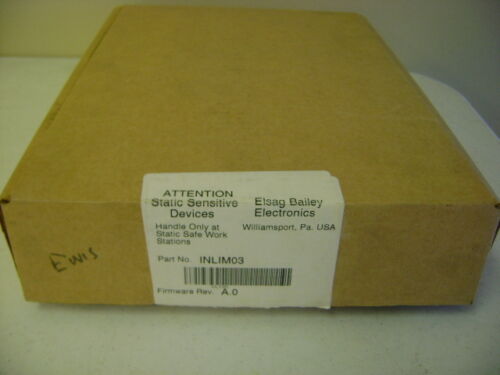 ATTENTION
Static Sensitive
Devices
Handle Only at
Static Safe Work
Stations
Elsag Bailey
Electronics
Williamsport, Pa. USA
Part No. INLIM03
Firmware Rev. A.0
EWIS